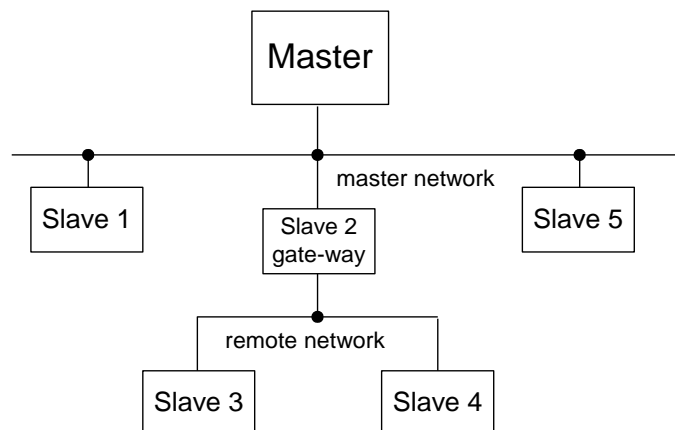 Master
master network
Slave 1
Slave 2
gate-way
Slave 5
remote network
Slave 3
Slave 4